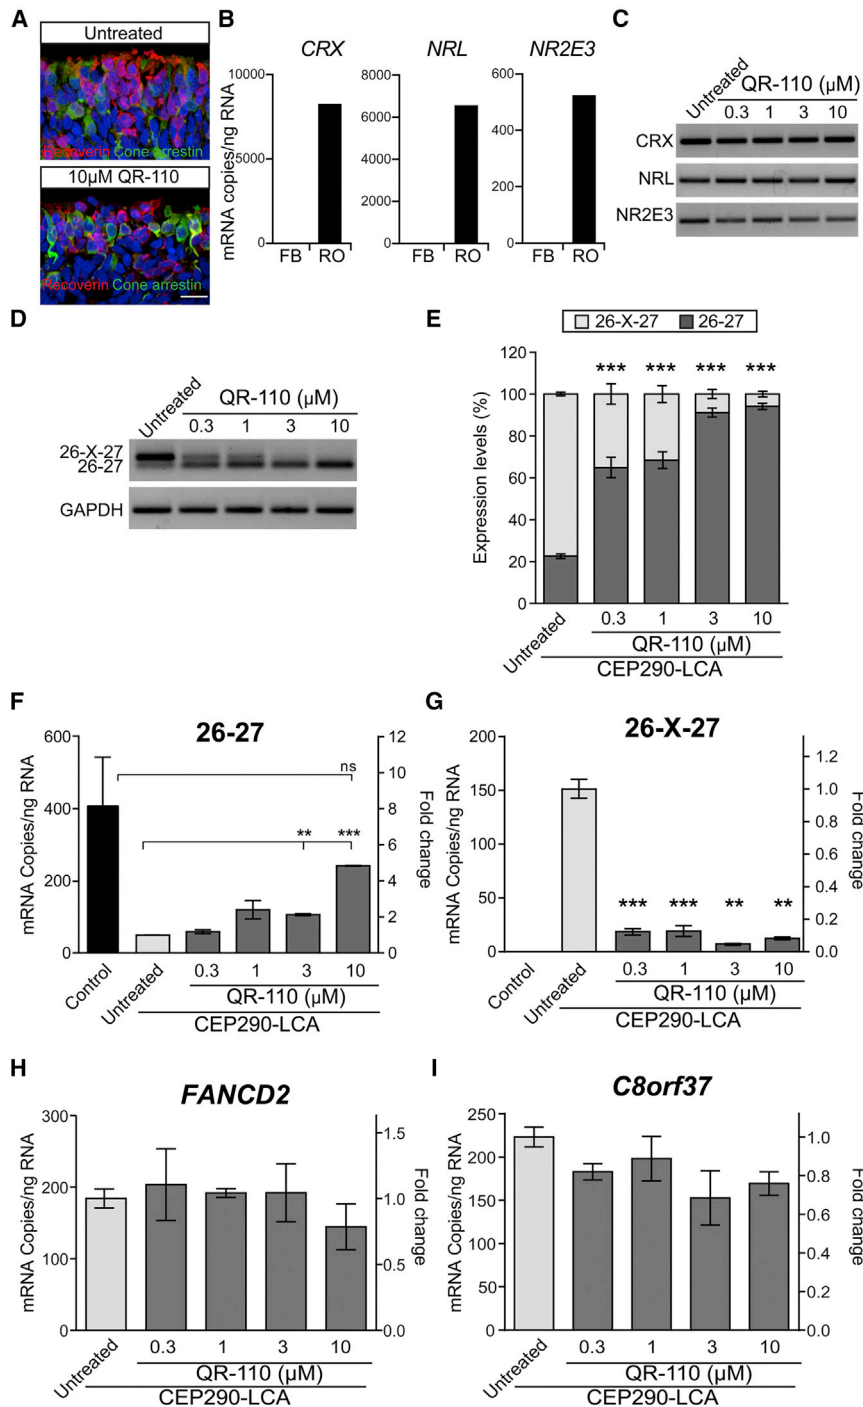 A
Untreated
Recoverin Cone arrestin
10µM QR-110
Recoverin Cone arrestin
B
CRX NRL NR2E3
mRNA copies/ng RNA
10000
5000
0
FB RO
8000
6000
4000
2000
0
FB RO
600
400
200
0
FB RO
C
Untreated
QR-110 (µM)
0.3 1 3 10
CRX
NRL
NR2E3
D
Untreated
QR-110 (µM)
0.3 1 3 10
26-X-27
26-27
GAPDH
E
26-X-27 26-27
Expression levels (%)
120
100
80
60
40
20
0
*** *** *** ***
Untreated
0.3 1 3 10
QR-110 (µM)
CEP290-LCA
F
26-27
mRNA Copies/ng RNA
600
400
200
0
12
10
8
6
4
2
0
Fold change
ns
** ***
Control
Untreated
0.3 1 3 10
QR-110 (µM)
CEP290-LCA
G
26-X-27
mRNA Copies/ng RNA
200
150
100
50
0
1.2
1.0
0.8
0.6
0.4
0.2
0.0
Fold change
*** *** ** **
Control
Untreated
0.3 1 3 10
QR-110 (µM)
CEP290-LCA
H
FANCD2
mRNA Copies/ng RNA
300
200
100
0
1.5
1.0
0.5
0.0
Fold change
Untreated
0.3 1 3 10
QR-110 (µM)
CEP290-LCA
I
C8orf37
mRNA Copies/ng RNA
250
200
150
100
50
0
1.0
0.8
0.6
0.4
0.2
0.0
Fold change
Untreated
0.3 1 3 10
QR-110 (µM)
CEP290-LCA